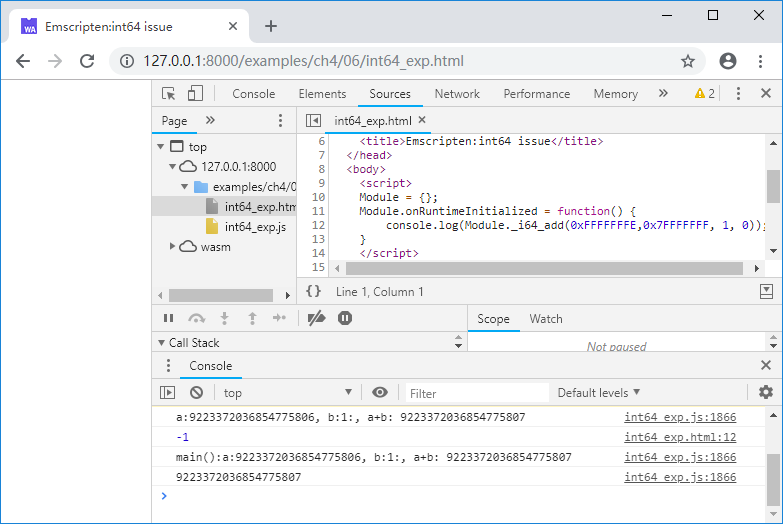 WA Emscripten:int64 issue
127.0.0.1:8000/examples/ch4/06/int64_exp.html
Console Sources Network Performance Memory 2
Page int64_exp.html
top
127.0.0.1:8000
examples/ch4/0
int64_exp.htm
int64_exp.js
wasm
6 <title>Emscripten:int64 issue</title>
7 </head>
8 <body>
9 <script>
10 Module = {};
11 Module.onRuntimeInitialized = function() {
12 console.log(Module._i64_add(0xFFFFFFFE,0x7FFFFFFF, 1, 0));
13 }
14 </script>
15
{} Line 1, Column 1
Scope Watch
Call Stack
Not paused
Console
top Filter Default levels
a:9223372036854775806, b:1:, a+b: 9223372036854775807 int64_exp.js:1866
-1 int64_exp.html:12
main():a:9223372036854775806, b:1:, a+b: 9223372036854775807 int64_exp.js:1866
9223372036854775807 int64_exp.js:1866